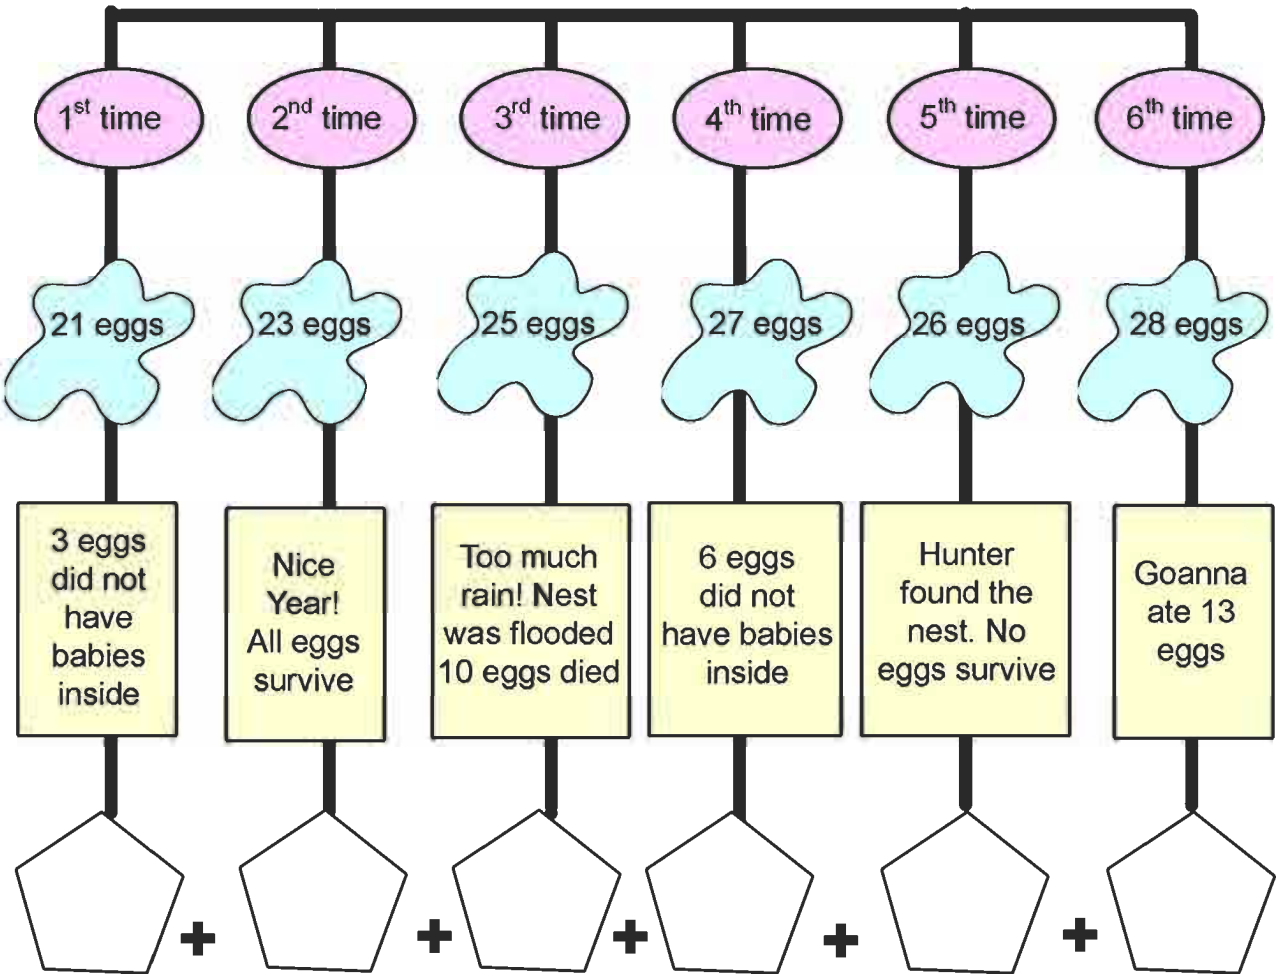 1st time
2nd time
3rd time
4th time
5th time
6th time
21 eggs
23 eggs
25 eggs
27 eggs
26 eggs
28 eggs
3 eggs
did not
have
babies
inside
Nice
Year!
All eggs
survive
Too much
rain! Nest
was flooded
10 eggs died
6 eggs
did not
have babies
inside
Hunter
found the
nest. No
eggs survive
Goanna
ate 13
eggs
+
+
+
+
+